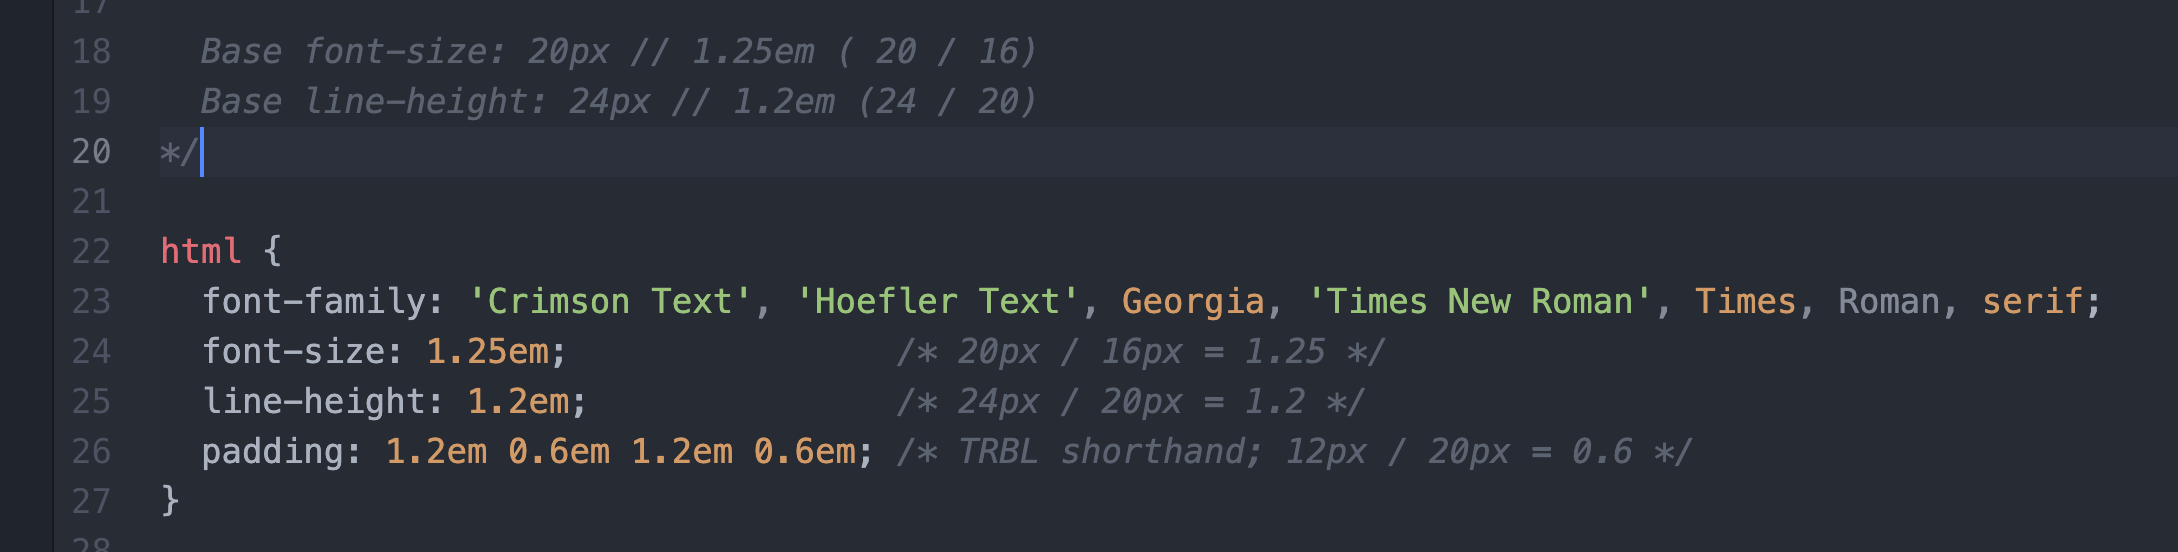 17
18 Base font-size: 20px // 1.25em ( 20 / 16)
19 Base line-height: 24px // 1.2em (24 / 20)
20 */
21
22 html {
23 font-family: 'Crimson Text', 'Hoefler Text', Georgia, 'Times New Roman', Times, Roman, serif;
24 font-size: 1.25em; /* 20px / 16px = 1.25 */
25 line-height: 1.2em; /* 24px / 20px = 1.2 */
26 padding: 1.2em 0.6em 1.2em 0.6em; /* TRBL shorthand; 12px / 20px = 0.6 */
27 }
28